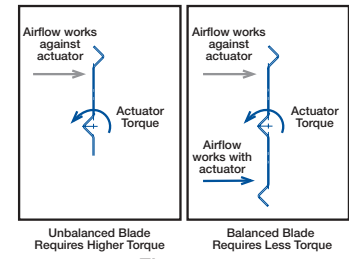 Airflow works
against
actuator
Actuator
Torque
Unbalanced Blade
Requires Higher Torque
Airflow works
against
actuator
Actuator
Torque
Airflow
works with
actuator
Balanced Blade
Requires Less Torque